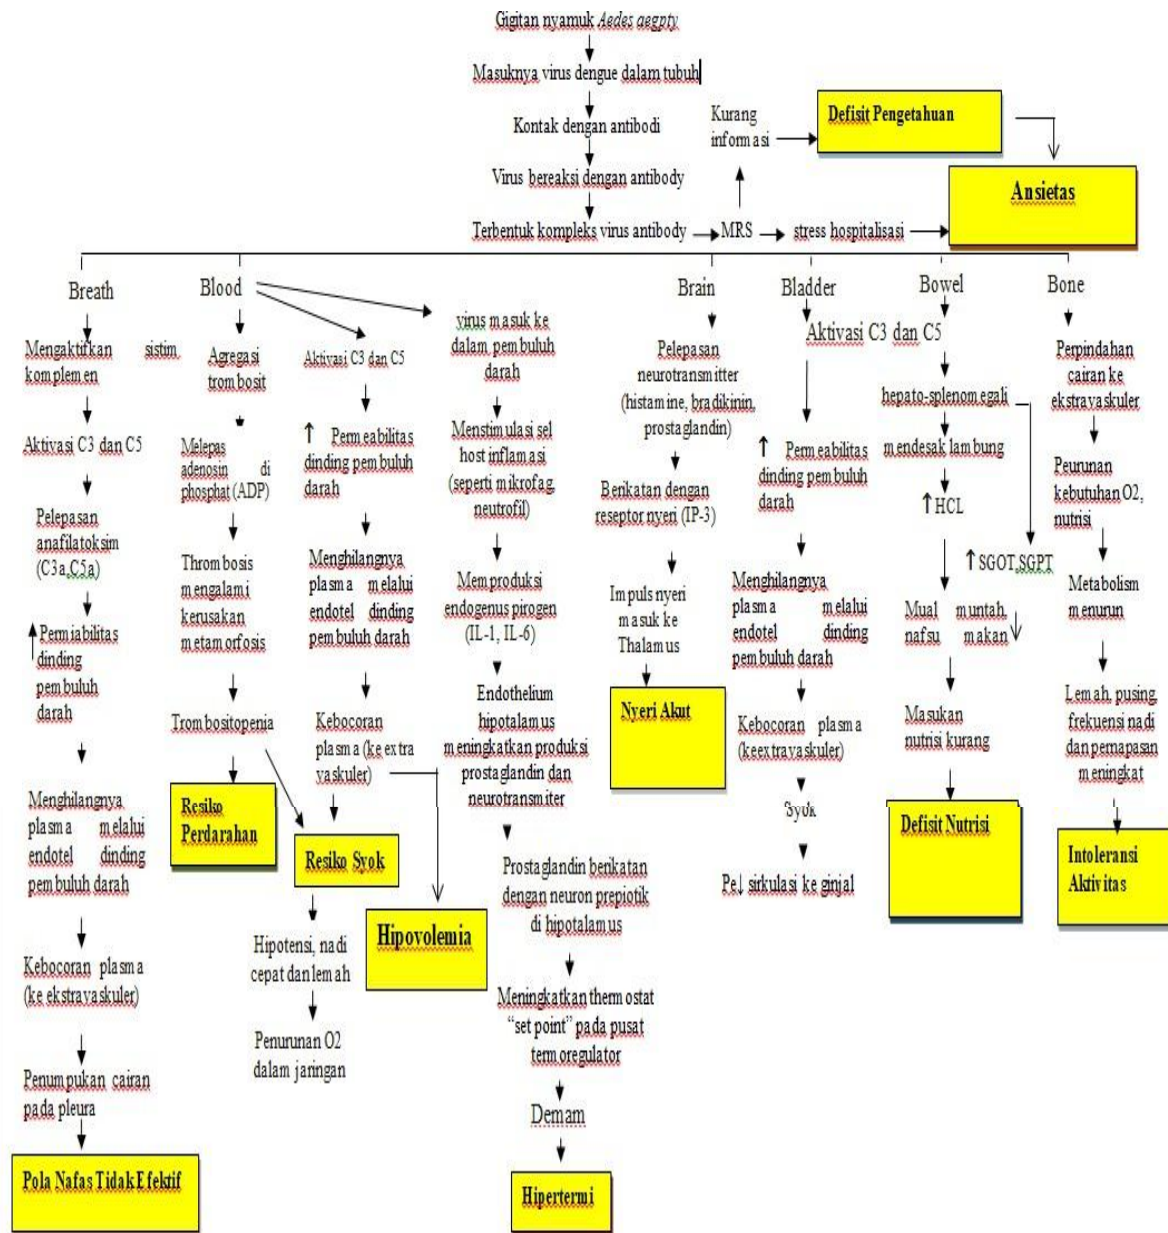 Gigitan nyamuk Aedes aegpty
Masuknya virus dengue dalam tubuh
Kontak dengan antibodi
Virus bereaksi dengan antibody
Terbentuk kompleks virus antibody
MRS
stress hospitalisasi
Kurang
informasi
Defisit Pengetahuan
Ansietas
Breath
Mengaktifkan sistim
komplemen
Aktivasi C3 dan C5
Pelepasan
anafilatoksim
(C3a,C5a)
↑ Permiabilitas
dinding
pembuluh
darah
Menghilangnya
plasma melalui
endotel dinding
pembuluh darah
Kebocoran plasma
(ke ekstravaskuler)
Penumpukan cairan
pada pleura
Pola Nafas Tidak Efektif
Blood
Agregasi
trombosit
Melepas
adenosin di
phosphat (ADP)
Thrombosis
mengalami
kerusakan
metamorfosis
Trombositopenia
Resiko
Perdarahan
Aktivasi C3 dan C5
↑ Permeabilitas
dinding pembuluh
darah
Menghilangnya
plasma melalui
endotel dinding
pembuluh darah
Kebocoran
plasma (ke extra
vaskuler)
Resiko Syok
Hipotensi, nadi
cepat dan lemah
Penurunan O2
dalam jaringan
Hipovolemia
virus masuk ke
dalam pembuluh
darah
Menstimulasi sel
host inflamasi
(seperti mikrofag,
neutrofil)
Memproduksi
endogenus pirogen
(IL-1, IL-6)
Endothelium
hipotalamus
meningkatkan produksi
prostaglandin dan
neurotransmiter
Prostaglandin berikatan
dengan neuron prepiotik
di hipotalamus
Meningkatkan thermostat
“set point” pada pusat
termoregulator
Demam
Hipertermi
Brain
Pelepasan
neurotransmitter
(histamine, bradikinin,
prostaglandin)
Berikatan dengan
reseptor nyeri (IP-3)
Impuls nyeri
masuk ke
Thalamus
Nyeri Akut
Bladder
Aktivasi C3 dan C5
↑ Permeabilitas
dinding pembuluh
darah
Menghilangnya
plasma melalui
endotel dinding
pembuluh darah
Kebocoran plasma
(keextravaskuler)
Syok
Pe↓ sirkulasi ke ginjal
Bowel
hepato-splenomegali
mendesak lambung
↑HCL
↑SGOT,SGPT
Mual muntah,
nafsu makan ↓
Masukan
nutrisi kurang
Defisit Nutrisi
Bone
Perpindahan
cairan ke
ekstravaskuler
Peurunan
kebutuhan O2,
nutrisi
Metabolism
menurun
Lemah, pusing,
frekuensi nadi
dan pernapasan
meningkat
Intoleransi
Aktivitas